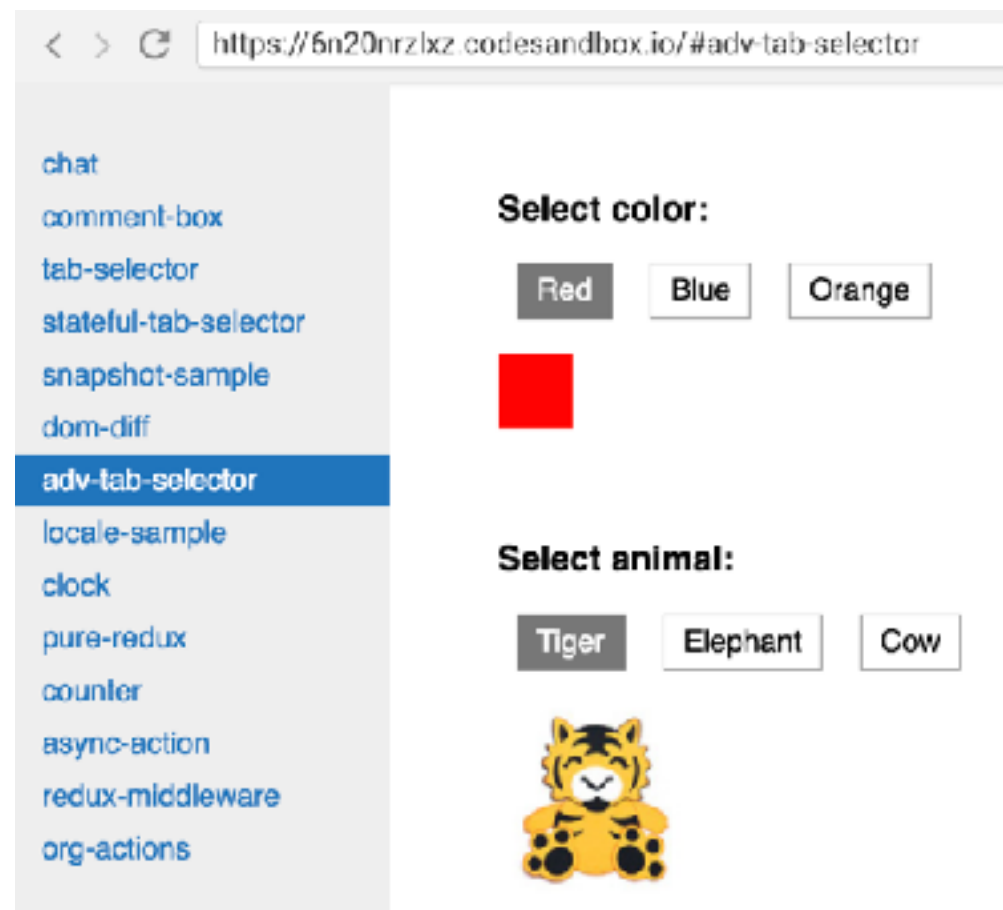 https://6n20nrzlxz.codesandbox.io/#adv-tab-selector
chat
comment-box
tab-selector
stateful-tab-selector
snapshot-sample
dom-diff
adv-tab-selector
locale-sample
clock
pure-redux
counter
async-action
redux-middleware
org-actions
Select color:
Red Blue Orange
Select animal:
Tiger Elephant Cow